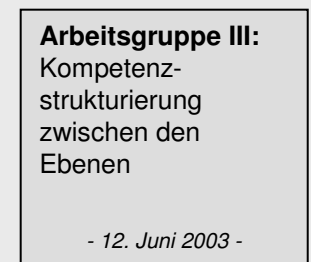 Arbeitsgruppe III:
Kompetenz-
strukturierung
zwischen den
Ebenen
- 12. Juni 2003 -